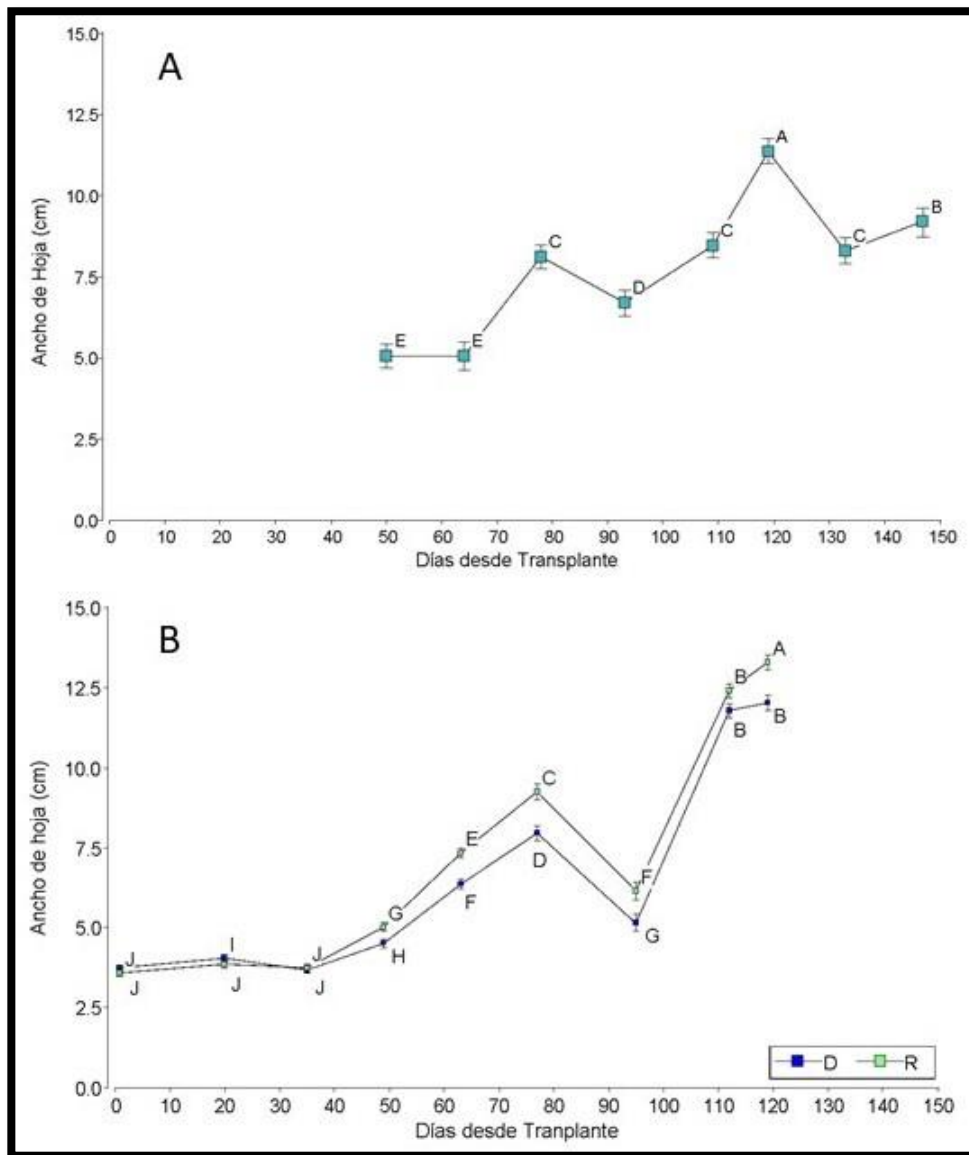 A
Ancho de Hoja (cm)
15.0
12.5
10.0
7.5
5.0
2.5
0.0
E
E
C
D
C
A
C
B
0 10 20 30 40 50 60 70 80 90 100 110 120 130 140 150
Días desde Transplante
B
Ancho de hoja (cm)
15.0
12.5
10.0
7.5
5.0
2.5
0.0
J
J
I
J
J
J
G
H
E
F
C
D
F
G
B
B
A
B
D R
0 10 20 30 40 50 60 70 80 90 100 110 120 130 140 150
Días desde Tranplante